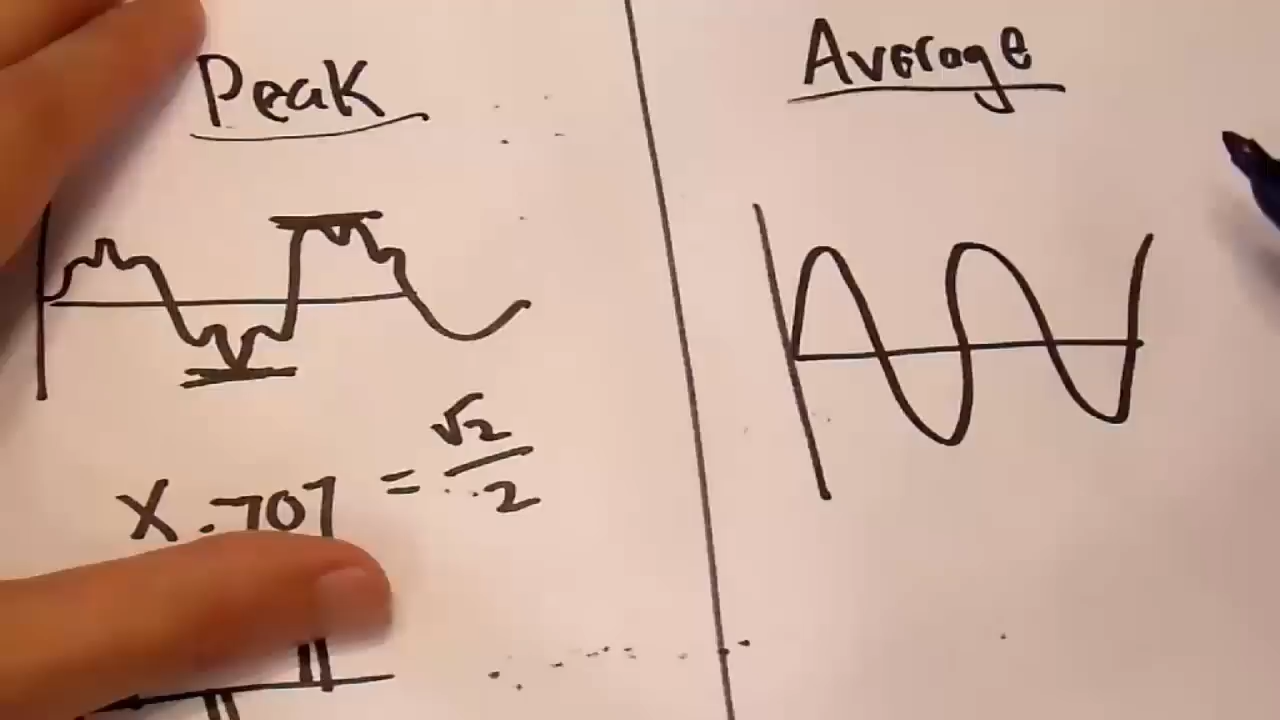 Peak
Average
X .707 = √2/2